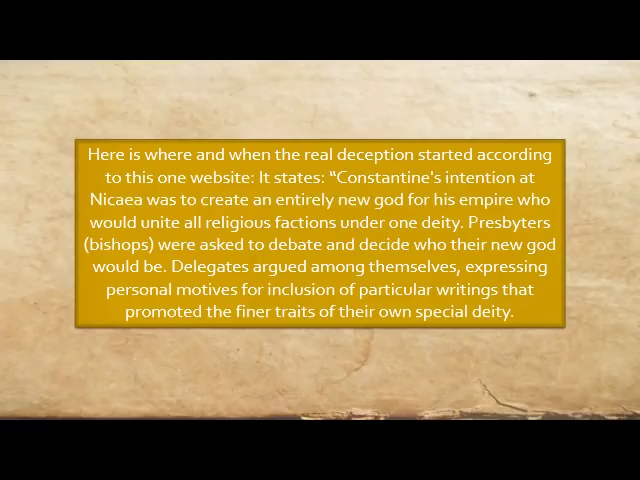 Here is where and when the real deception started according
to this one website: It states: “Constantine's intention at
Nicaea was to create an entirely new god for his empire who
would unite all religious factions under one deity. Presbyters
(bishops) were asked to debate and decide who their new god
would be. Delegates argued among themselves, expressing
personal motives for inclusion of particular writings that
promoted the finer traits of their own special deity.